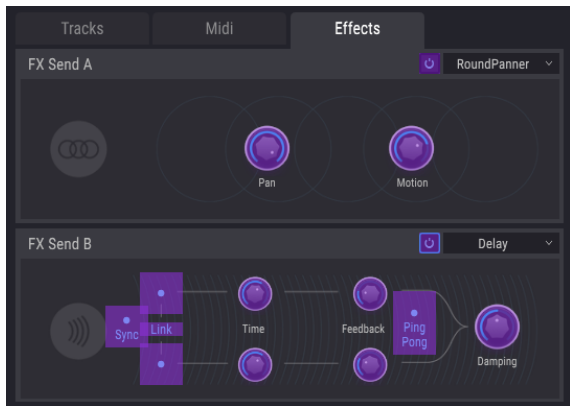 Tracks
Midi
Effects
FX Send A
RoundPanner
Pan
Motion
FX Send B
Delay
Sync
Link
Time
Feedback
Ping
Pong
Damping